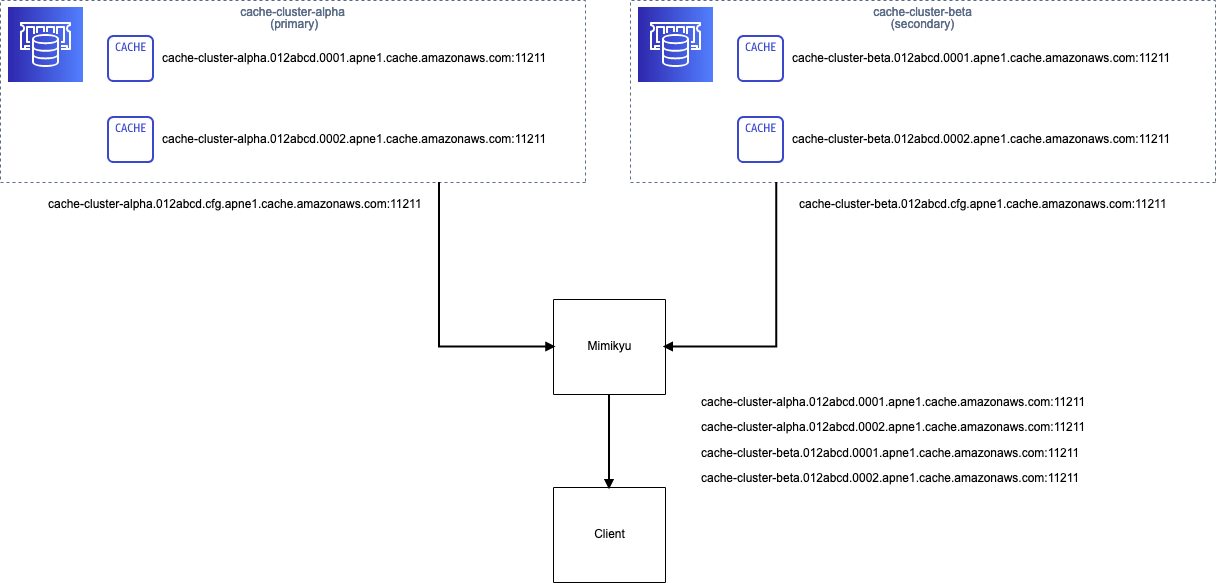 cache-cluster-alpha
(primary)
CACHE
cache-cluster-alpha.012abcd.0001.apne1.cache.amazonaws.com:11211
CACHE
cache-cluster-alpha.012abcd.0002.apne1.cache.amazonaws.com:11211
cache-cluster-alpha.012abcd.cfg.apne1.cache.amazonaws.com:11211
cache-cluster-beta
(secondary)
CACHE
cache-cluster-beta.012abcd.0001.apne1.cache.amazonaws.com:11211
CACHE
cache-cluster-beta.012abcd.0002.apne1.cache.amazonaws.com:11211
cache-cluster-beta.012abcd.cfg.apne1.cache.amazonaws.com:11211
Mimikyu
cache-cluster-alpha.012abcd.0001.apne1.cache.amazonaws.com:11211
cache-cluster-alpha.012abcd.0002.apne1.cache.amazonaws.com:11211
cache-cluster-beta.012abcd.0001.apne1.cache.amazonaws.com:11211
cache-cluster-beta.012abcd.0002.apne1.cache.amazonaws.com:11211
Client